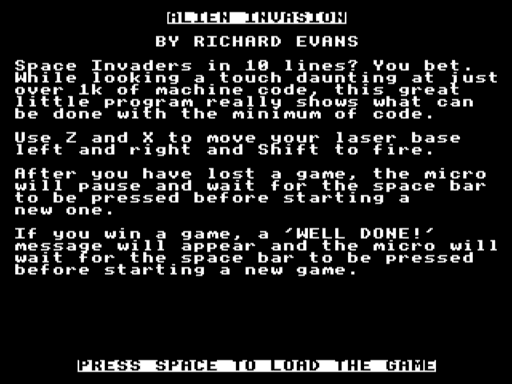 ALIEN INVASION
BY RICHARD EVANS
Space Invaders in 10 lines? You bet.
While looking a touch daunting at just
over 1k of machine code, this great
little program really shows what can
be done with the minimum of code.
Use Z and X to move your laser base
left and right and Shift to fire.
After you have lost a game, the micro
will pause and wait for the space bar
to be pressed before starting a
new one.
If you win a game, a 'WELL DONE!'
message will appear and the micro will
wait for the space bar to be pressed
before starting a new game.
PRESS SPACE TO LOAD THE GAME